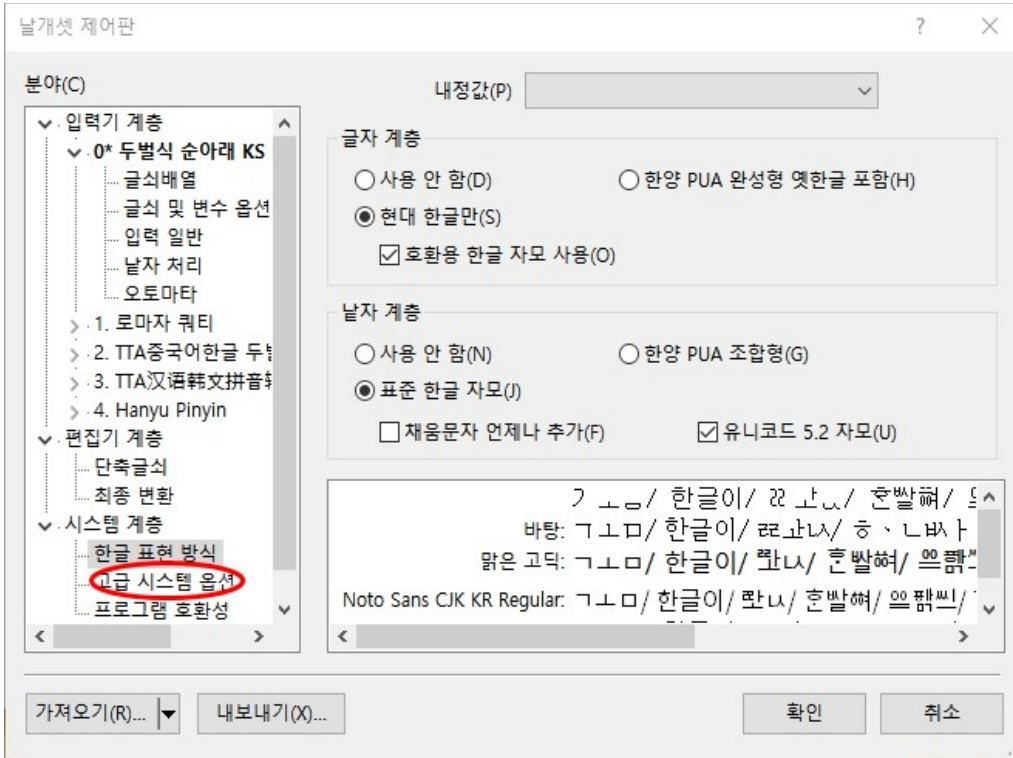 날개셋 제어판
분야(C)
입력기 계층
0* 두벌식 순아래 KS
글쇠배열
글쇠 및 변수 옵션
입력 일반
낱자 처리
오토마타
1. 로마자 쿼티
2. TTA중국어한글
3. TTA汉语韩文拼音
4. Hanyu Pinyin
편집기 계층
단축글쇠
최종 변환
시스템 계층
한글 표현 방식
고급 시스템 옵션
프로그램 호환성
내정값(P)
글자 계층
사용 안 함(D)
한양 PUA 완성형 옛한글 포함(H)
현대 한글만(S)
호환용 한글 자모 사용(O)
낱자 계층
사용 안 함(N)
한양 PUA 조합형(G)
표준 한글 자모(J)
채움문자 언제나 추가(F)
유니코드 5.2 자모(U)
한글이/
바탕: ㄱㅗㅁ/ 한글이/
맑은 고딕: ㄱㅗㅁ/ 한글이/
Noto Sans CJK KR Regular: ㄱㅗㅁ/ 한글이/
가져오기(R)...
내보내기(X)...
확인
취소